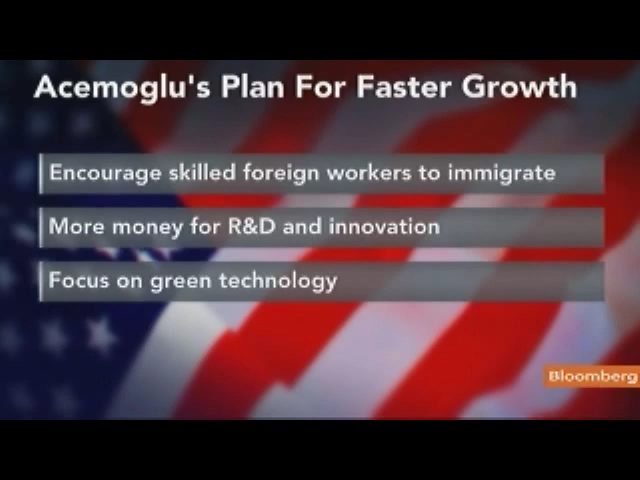 Acemoglu's Plan For Faster Growth
Encourage skilled foreign workers to immigrate
More money for R&D and innovation
Focus on green technology
Bloomberg